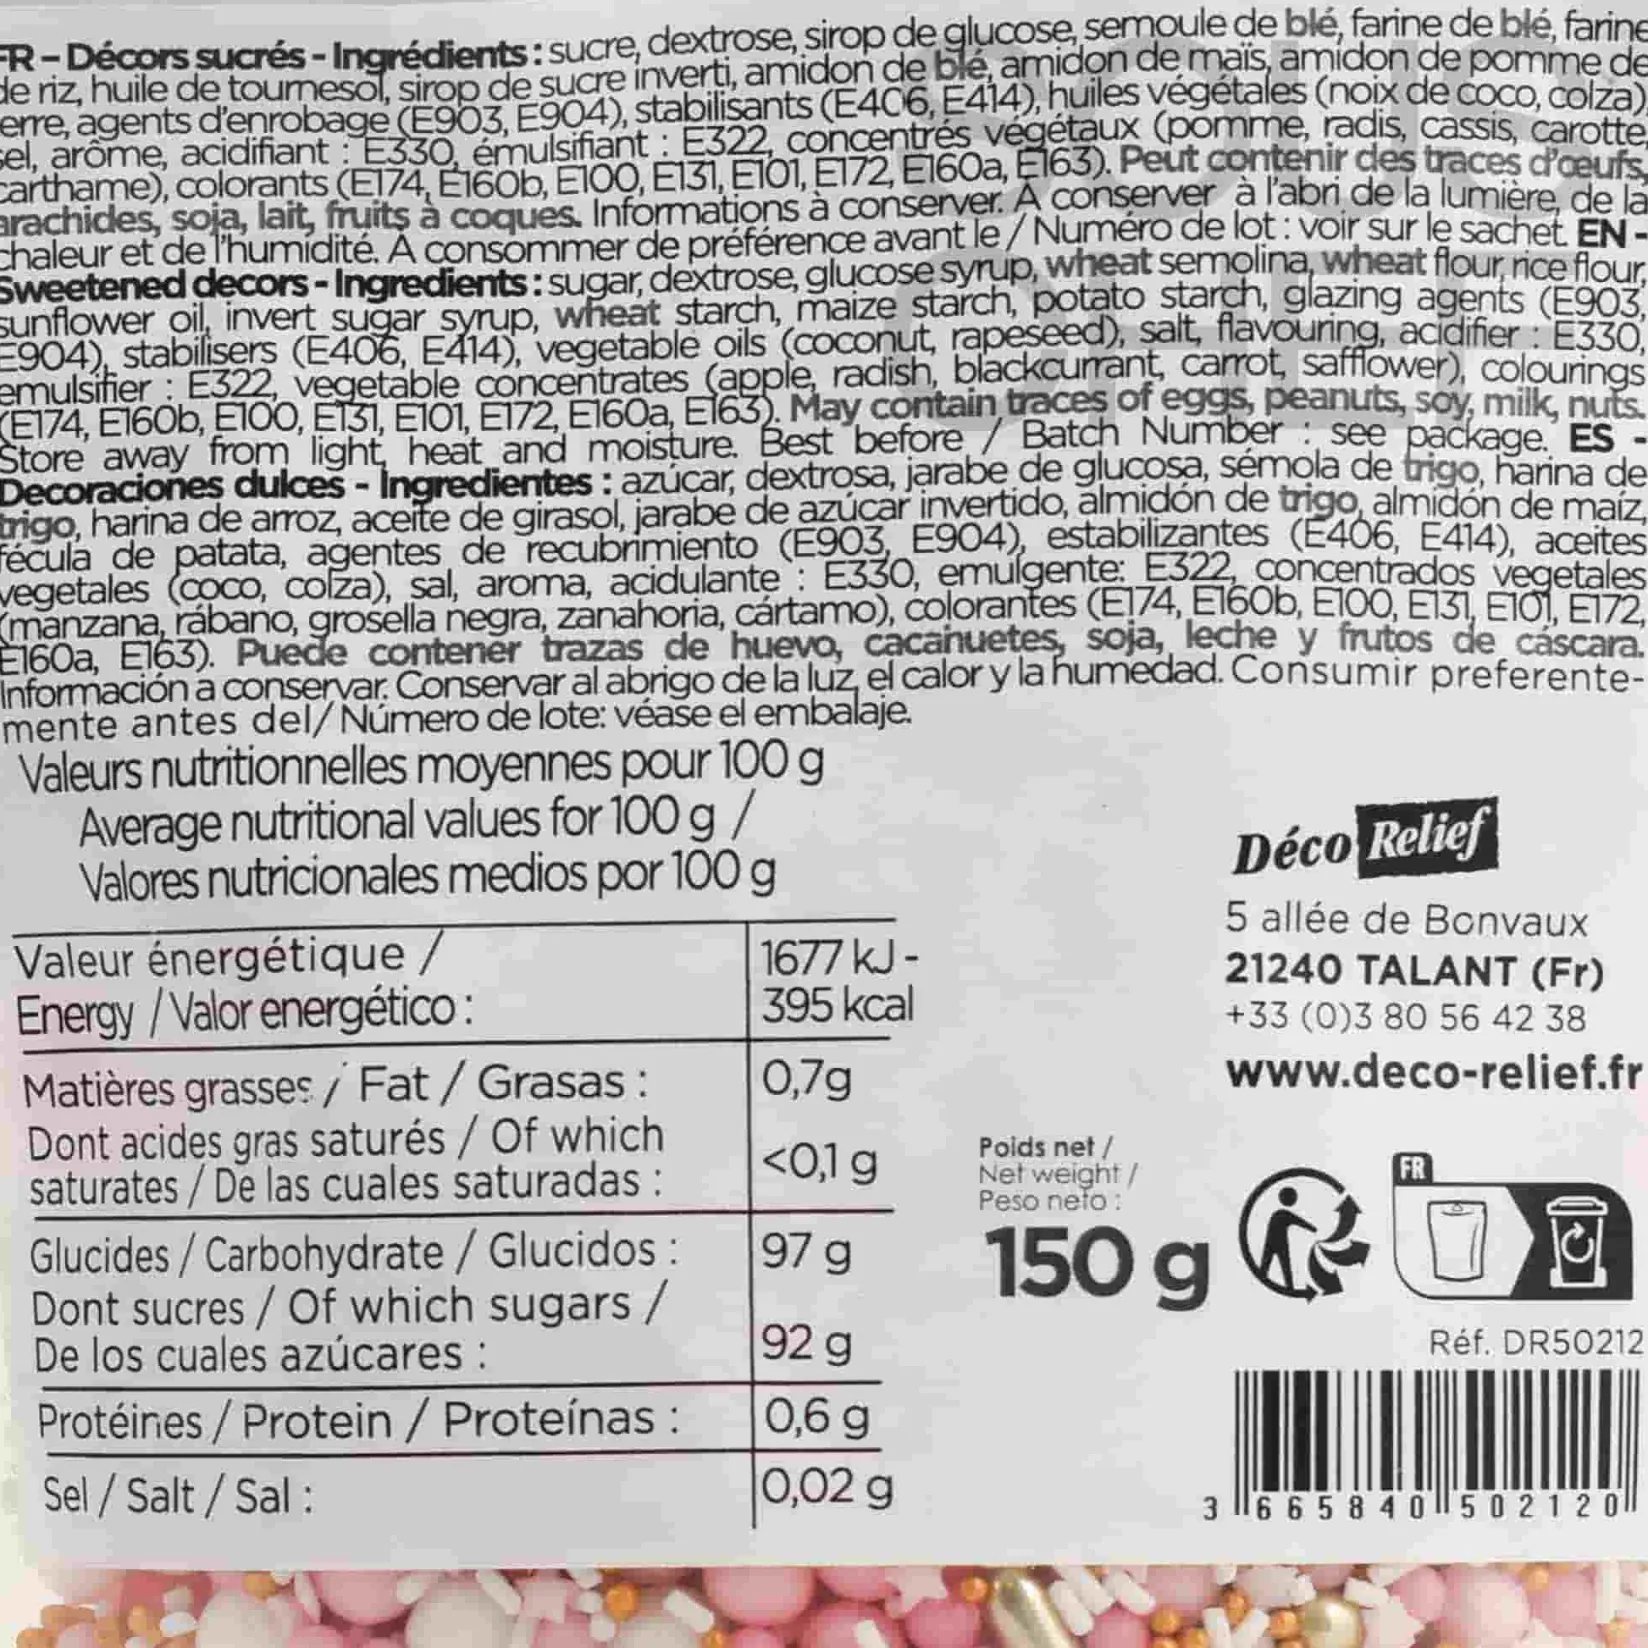 FR - Décors sucrés - Ingrédients : sucre, dextrose, sirop de glucose, semoule de blé, farine de blé, farine
de riz, huile de tournesol, sirop de sucre inverti, amidon de blé, amidon de maïs, amidon de pomme de
erre, agents d'enrobage (E903, E904), stabilisants (E406, E414), huiles végétales (noix de coco, colza),
sel, arôme, acidifiant : E330, émulsifiant : E322, concentrés végétaux (pomme, radis, cassis, carotte,
carthame), colorants (E174, E160b, E100, E131, E101, E172, E160a, E163). Peut contenir des traces d'œufs,
arachides, soja, lait, fruits à coques. Informations à conserver. À conserver à l'abri de la lumière, de la
chaleur et de l'humidité. À consommer de préférence avant le / Numéro de lot : voir sur le sachet. EN -
Sweetened decors - Ingredients : sugar, dextrose, glucose syrup, wheat semolina, wheat flour, rice flour,
sunflower oil, invert sugar syrup, wheat starch, maize starch, potato starch, glazing agents (E903,
E904), stabilisers (E406, E414), vegetable oils (coconut, rapeseed), salt, flavouring, acidifier : E330,
emulsifier : E322, vegetable concentrates (apple, radish, blackcurrant, carrot, safflower), colourings
(E174, E160b, E100, E131, E101, E172, E160a, E163). May contain traces of eggs, peanuts, soy, milk, nuts.
Store away from light, heat and moisture. Best before / Batch Number : see package. ES -
Decoraciones dulces - Ingredientes : azúcar, dextrosa, jarabe de glucosa, sémola de trigo, harina de
trigo, harina de arroz, aceite de girasol, jarabe de azúcar invertido, almidón de trigo, almidón de maíz,
fécula de patata, agentes de recubrimiento (E903, E904), estabilizantes (E406, E414), aceites
vegetales (coco, colza), sal, aroma, acidulante : E330, emulgente: E322, concentrados vegetales
(manzana, rábano, grosella negra, zanahoria, cártamo), colorantes (E174, E160b, E100, E131, E101, E172,
E160a, E163). Puede contener trazas de huevo, cacahuetes, soja, leche y frutos de cáscara.
Información a conservar. Conservar al abrigo de la luz, el calor y la humedad. Consumir preferente-
mente antes del/ Número de lote: véase el embalaje.
Valeurs nutritionnelles moyennes pour 100 g
Average nutritional values for 100 g /
Valores nutricionales medios por 100 g
Valeur énergétique / 1677 kJ -
Energy / Valor energético : 395 kcal
Matières grasses / Fat / Grasas : 0,7g
Dont acides gras saturés / Of which
saturates / De las cuales saturadas : <0,1 g
Glucides / Carbohydrate / Glucidos : 97 g
Dont sucres / Of which sugars /
De los cuales azúcares : 92 g
Protéines / Protein / Proteínas : 0,6 g
Sel / Salt / Sal : 0,02 g
Déco Relief
5 allée de Bonvaux
21240 TALANT (Fr)
+33 (0)3 80 56 42 38
www.deco-relief.fr
Poids net /
Net weight /
Peso neto :
150 g
FR
Réf. DR50212
3 665840 502120